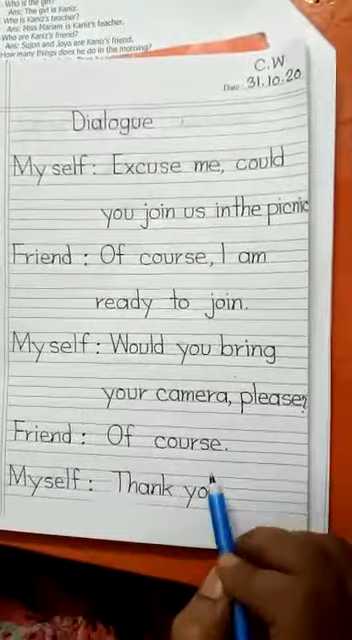 Who is the girl?
Ans: The girl is Kaniz.
Who is Kaniz's teacher?
Ans: Miss Mariam is Kaniz's teacher.
Who are Kaniz's friend?
Ans: Sujon and Joya are Kaniz's friend.
How many things does he do in the morning?
C.W
Date: 31.10.20
Dialogue
Myself: Excuse me, could
you join us in the picnic
Friend: Of course, I am
ready to join.
Myself: Would you bring
your camera, please?
Friend: Of course.
Myself: Thank yo